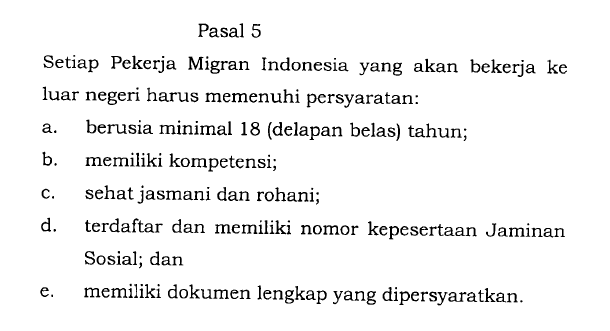 Pasal 5
Setiap Pekerja Migran Indonesia yang akan bekerja ke
luar negeri harus memenuhi persyaratan:
a. berusia minimal 18 (delapan belas) tahun;
b. memiliki kompetensi;
c. sehat jasmani dan rohani;
d. terdaftar dan memiliki nomor kepesertaan Jaminan
Sosial; dan
e. memiliki dokumen lengkap yang dipersyaratkan.